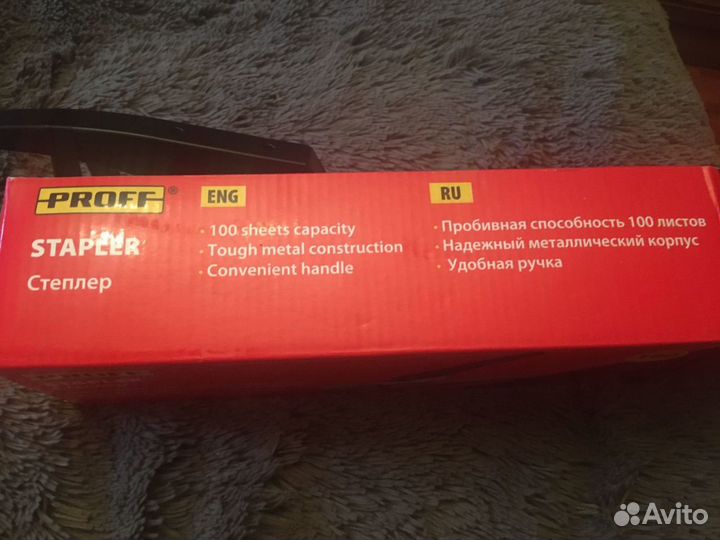 PROFF®
STAPLER
Степлер
ENG
• 100 sheets capacity
• Tough metal construction
• Convenient handle
RU
• Пробивная способность 100 листов
• Надежный металлический корпус
• Удобная ручка
Avito